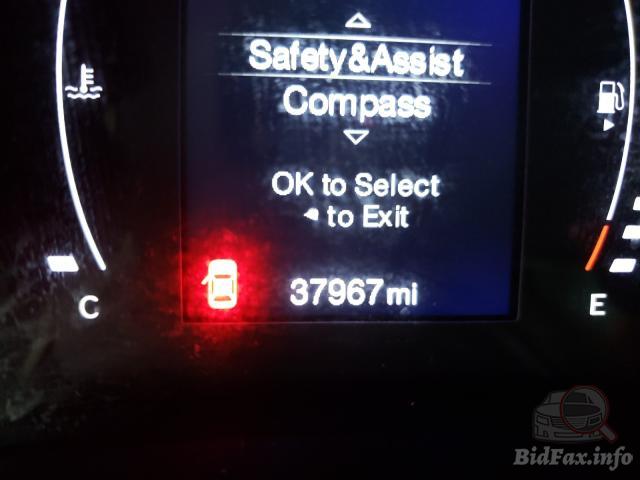 Safety&Assist
Compass
OK to Select
◂ to Exit
37967mi
C
E
BidFax.info